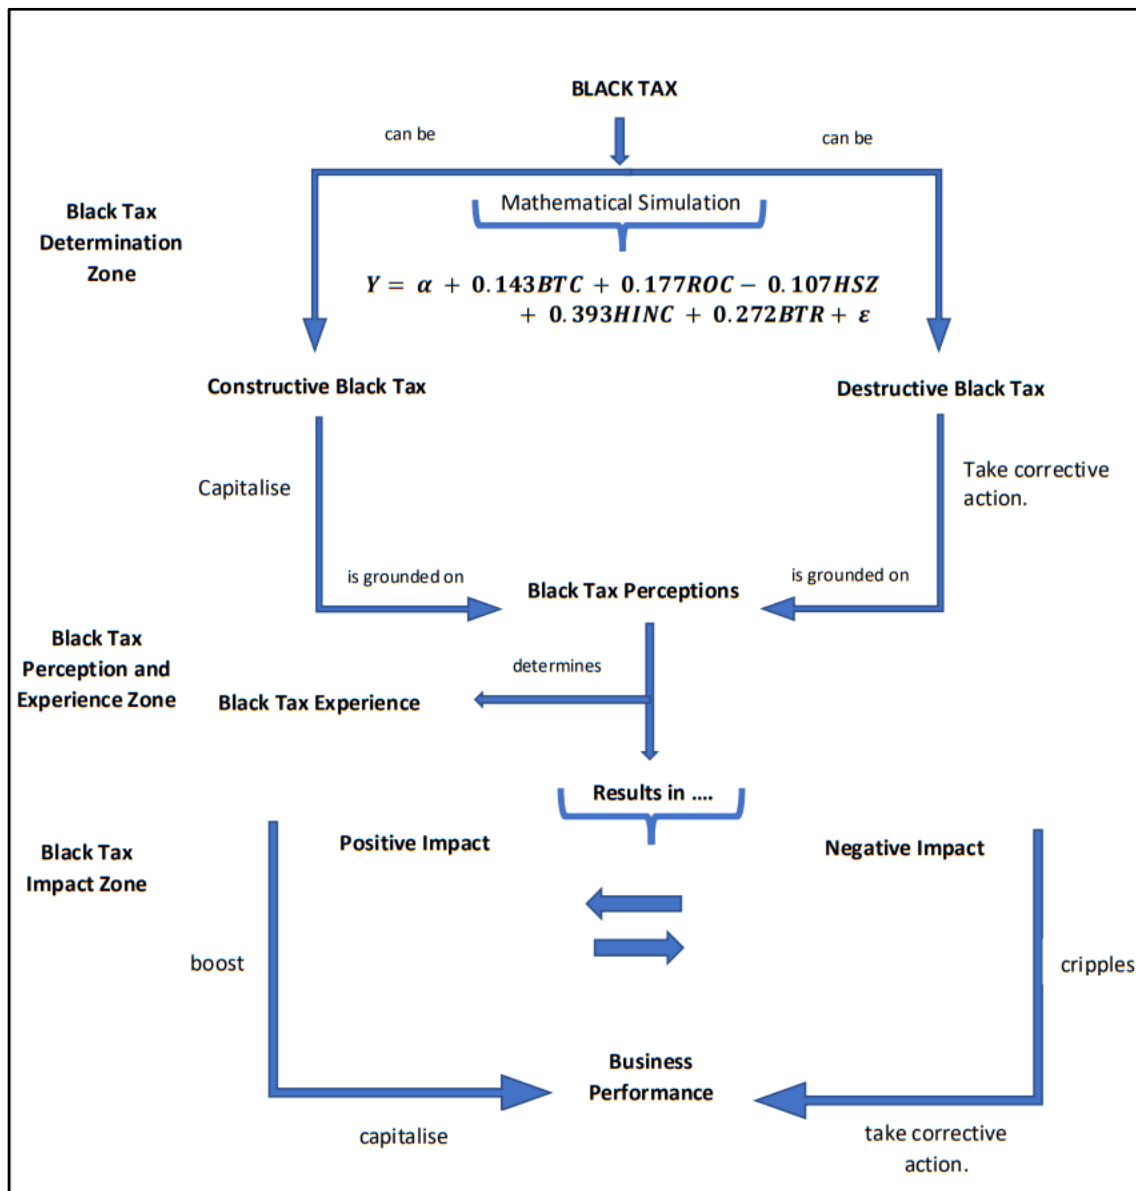 BLACK TAX
can be
can be
Black Tax
Determination
Zone
Mathematical Simulation
Y = α + 0.143BTC + 0.177ROC − 0.107HSZ
+ 0.393HINC + 0.272BTR + ε
Constructive Black Tax
Destructive Black Tax
Capitalise
Take corrective
action.
is grounded on
is grounded on
Black Tax Perceptions
Black Tax
Perception and
Experience Zone
determines
Black Tax Experience
Results in ....
Positive Impact
Negative Impact
Black Tax
Impact Zone
boost
cripples
Business
Performance
capitalise
take corrective
action.